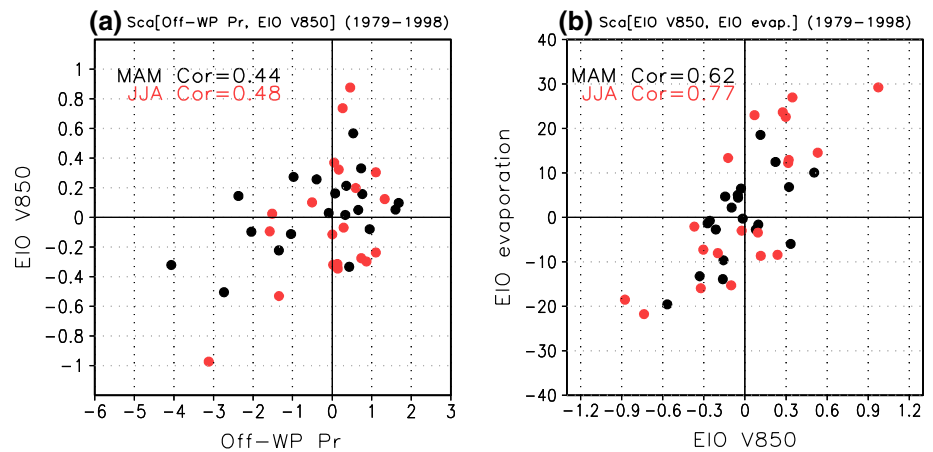 (a) Sca[Off−WP Pr, EIO V850] (1979−1998)
MAM Cor=0.44
JJA Cor=0.48
1
0.8
0.6
0.4
0.2
0
−0.2
−0.4
−0.6
−0.8
−1
EIO V850
−6 −5 −4 −3 −2 −1 0 1 2 3
Off−WP Pr
(b) Sca[EIO V850, EIO evap.] (1979−1998)
MAM Cor=0.62
JJA Cor=0.77
40
30
20
10
0
−10
−20
−30
−40
EIO evaporation
−1.2 −0.9 −0.6 −0.3 0 0.3 0.6 0.9 1.2
EIO V850